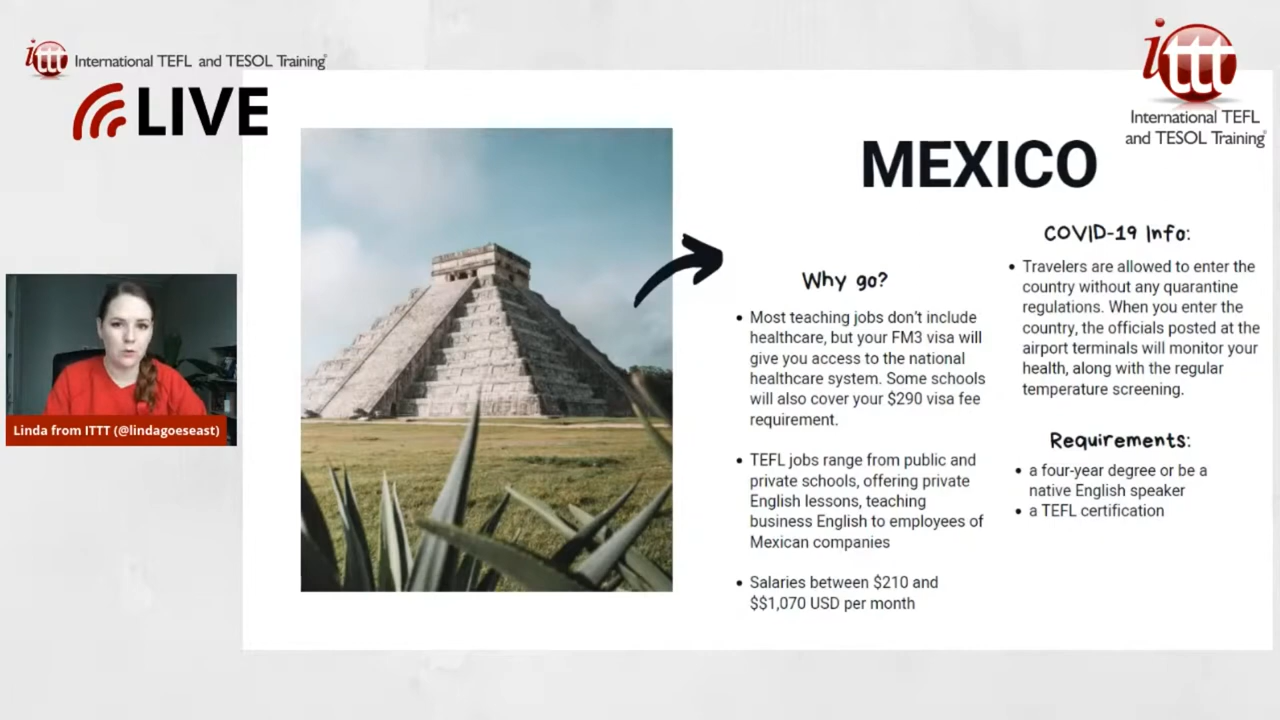 ittt International TEFL and TESOL Training
LIVE
ittt
International TEFL
and TESOL Training
MEXICO
Why go?
• Most teaching jobs don't include
healthcare, but your FM3 visa will
give you access to the national
healthcare system. Some schools
will also cover your $290 visa fee
requirement.
• TEFL jobs range from public and
private schools, offering private
English lessons, teaching
business English to employees of
Mexican companies
• Salaries between $210 and
$$1,070 USD per month
COVID-19 Info:
• Travelers are allowed to enter the
country without any quarantine
regulations. When you enter the
country, the officials posted at the
airport terminals will monitor your
health, along with the regular
temperature screening.
Requirements:
• a four-year degree or be a
native English speaker
• a TEFL certification
Linda from ITTT (@lindagoeseast)